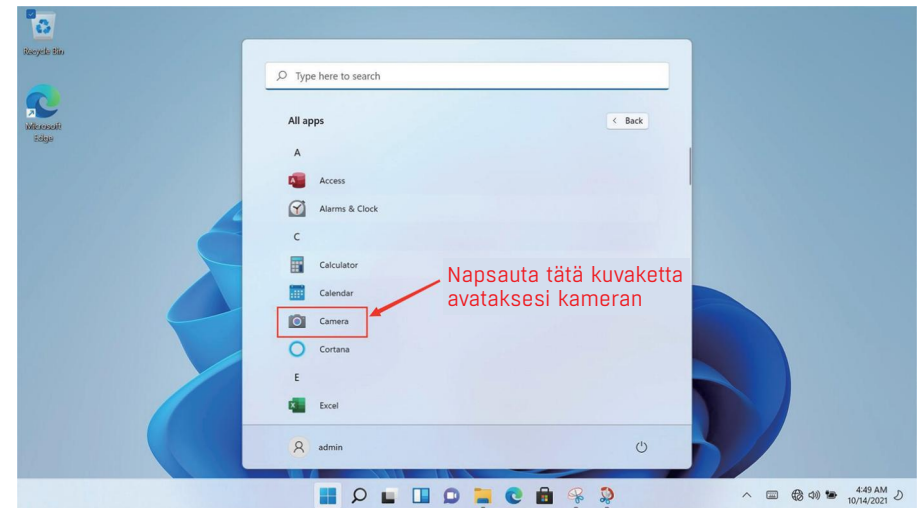 Recycle Bin
Microsoft
Edge
Type here to search
All apps
< Back
A
Access
Alarms & Clock
C
Calculator
Calendar
Camera
Cortana
E
Excel
Napsauta tätä kuvaketta
avataksesi kameran
admin
4:49 AM
10/14/2021